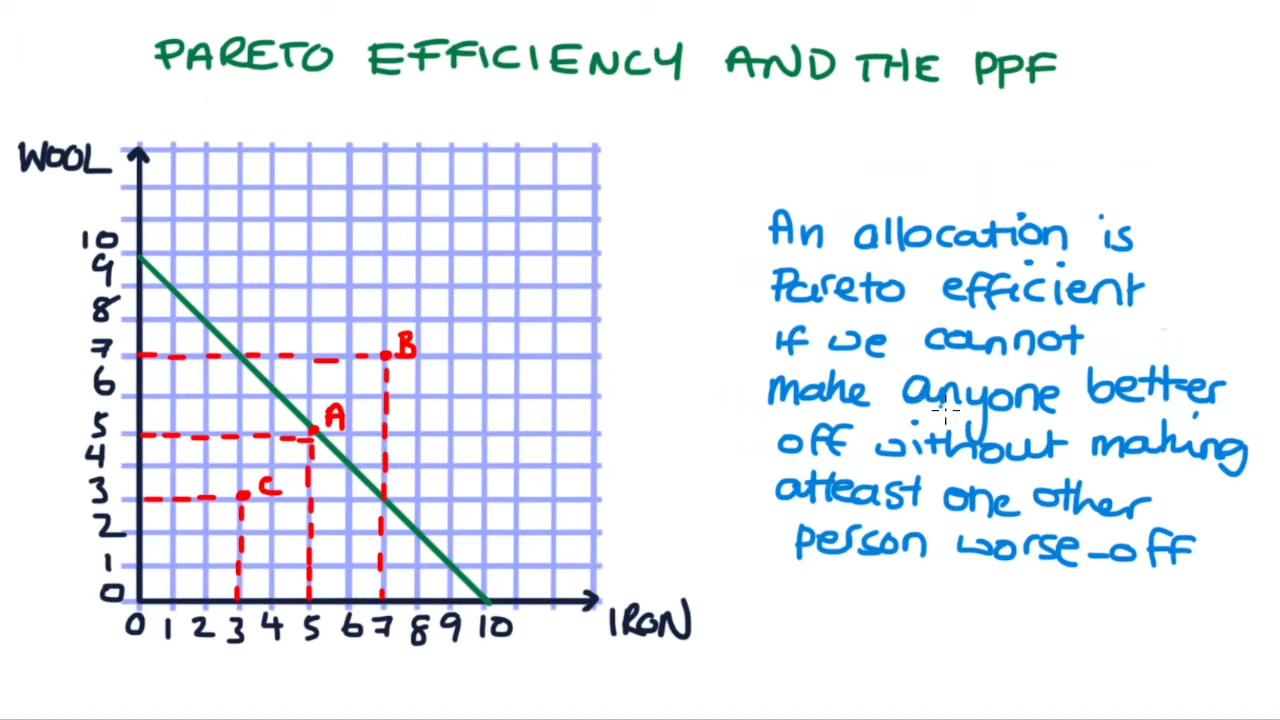 PARETO EFFICIENCY AND THE PPF
WOOL
10
9
8
7
6
5
4
3
2
1
0
B
A
C
0 1 2 3 4 5 6 7 8 9 10
IRON
An allocation is
Pareto efficient
if we cannot
make anyone better
off without making
atleast one other
person worse-off